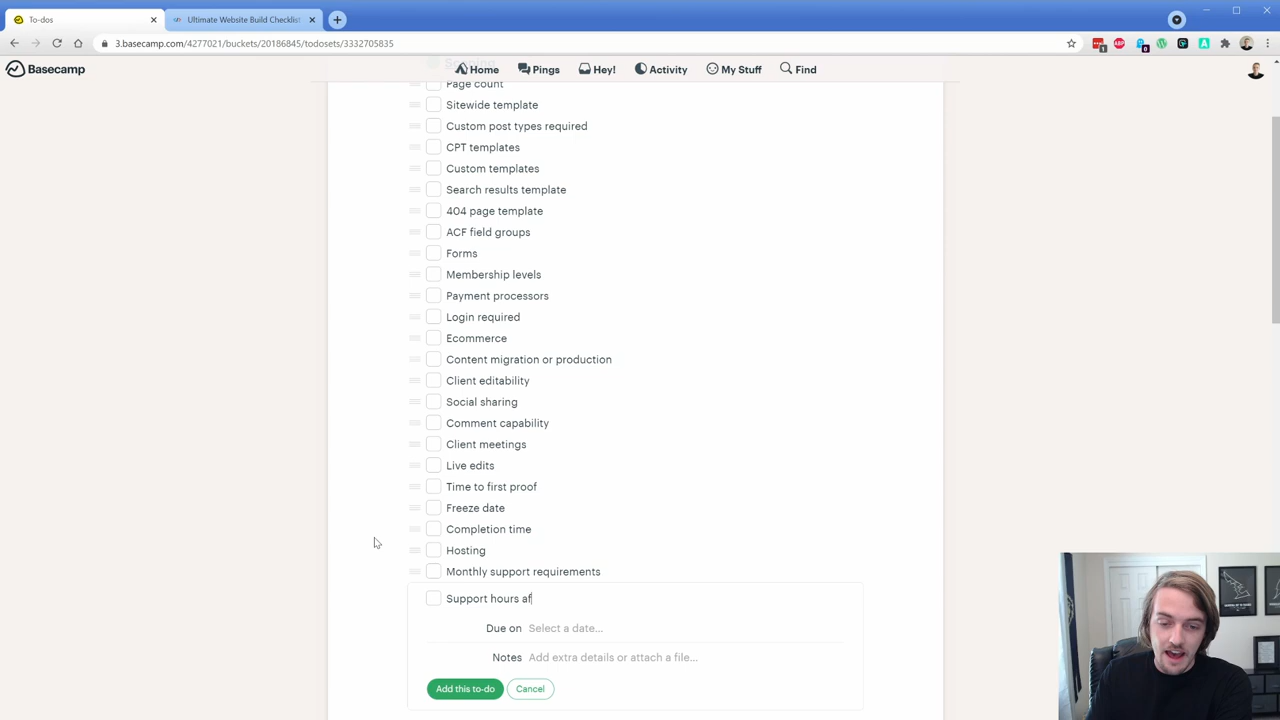 To-dos
Ultimate Website Build Checklist
3.basecamp.com/4277021/buckets/20186845/todosets/3332705835
Basecamp
Home
Pings
Hey!
Activity
My Stuff
Find
Page count
Sitewide template
Custom post types required
CPT templates
Custom templates
Search results template
404 page template
ACF field groups
Forms
Membership levels
Payment processors
Login required
Ecommerce
Content migration or production
Client editability
Social sharing
Comment capability
Client meetings
Live edits
Time to first proof
Freeze date
Completion time
Hosting
Monthly support requirements
Support hours af
Due on Select a date...
Notes Add extra details or attach a file...
Add this to-do Cancel